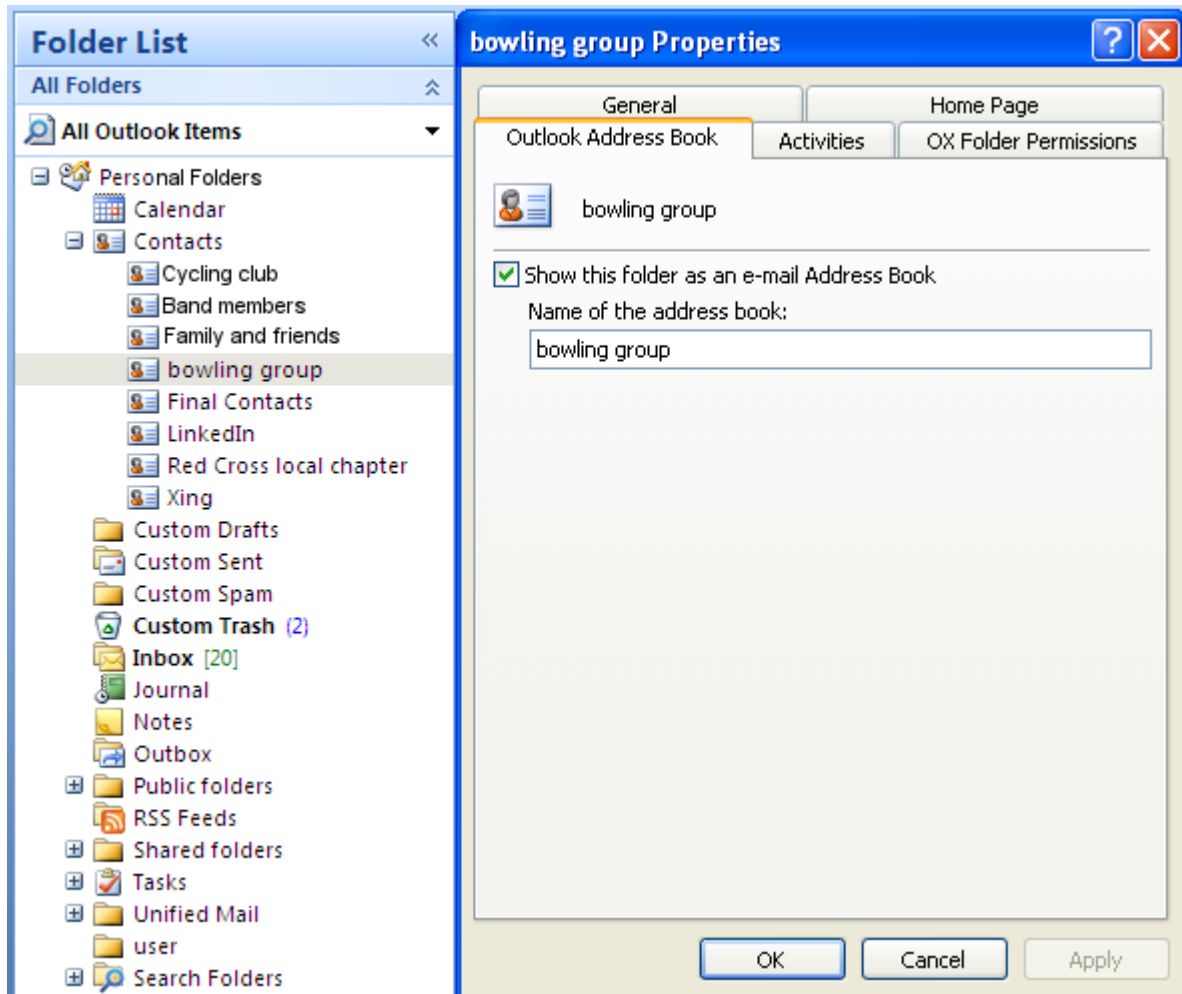 Folder List
All Folders
All Outlook Items
Personal Folders
Calendar
Contacts
Cycling club
Band members
Family and friends
bowling group
Final Contacts
LinkedIn
Red Cross local chapter
Xing
Custom Drafts
Custom Sent
Custom Spam
Custom Trash (2)
Inbox [20]
Journal
Notes
Outbox
Public folders
RSS Feeds
Shared folders
Tasks
Unified Mail
user
Search Folders
bowling group Properties
General Home Page
Outlook Address Book Activities OX Folder Permissions
bowling group
Show this folder as an e-mail Address Book
Name of the address book:
bowling group
OK Cancel Apply